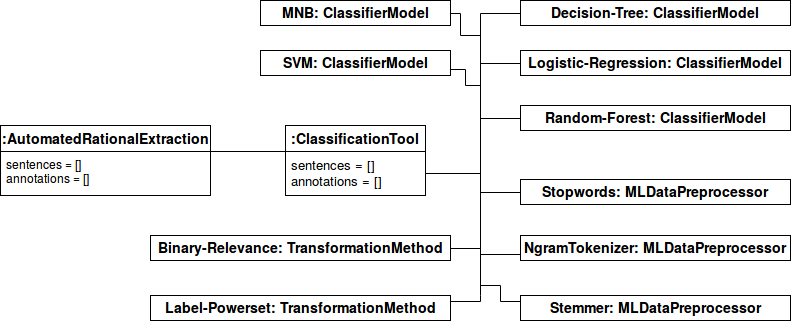 MNB: ClassifierModel
Decision-Tree: ClassifierModel
SVM: ClassifierModel
Logistic-Regression: ClassifierModel
Random-Forest: ClassifierModel
:AutomatedRationalExtraction
sentences = []
annotations = []
:ClassificationTool
sentences = []
annotations = []
Stopwords: MLDataPreprocessor
Binary-Relevance: TransformationMethod
NgramTokenizer: MLDataPreprocessor
Label-Powerset: TransformationMethod
Stemmer: MLDataPreprocessor